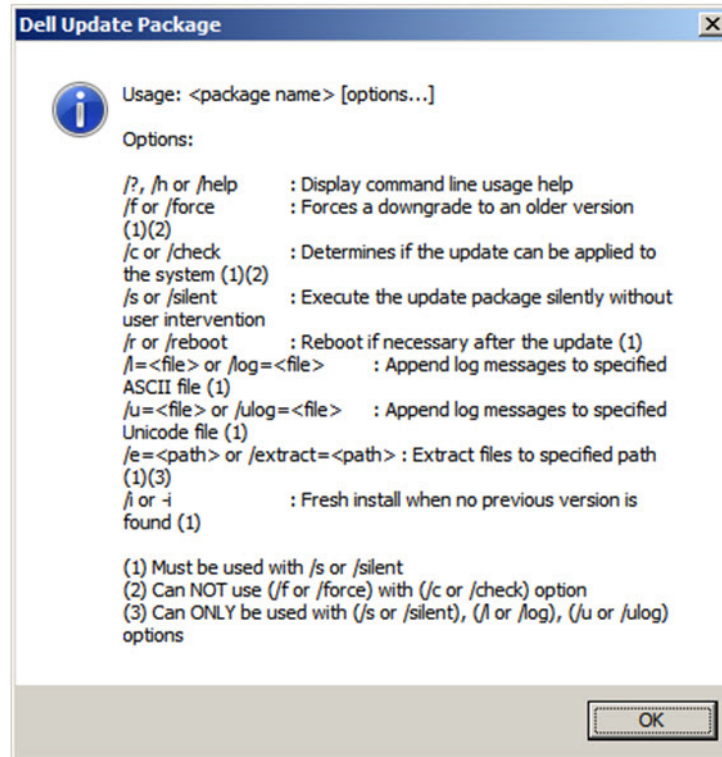 Dell Update Package
Usage: <package name> [options...]
Options:
/?, /h or /help : Display command line usage help
/f or /force : Forces a downgrade to an older version
(1)(2)
/c or /check : Determines if the update can be applied to
the system (1)(2)
/s or /silent : Execute the update package silently without
user intervention
/r or /reboot : Reboot if necessary after the update (1)
/l=<file> or /log=<file> : Append log messages to specified
ASCII file (1)
/u=<file> or /ulog=<file> : Append log messages to specified
Unicode file (1)
/e=<path> or /extract=<path> : Extract files to specified path
(1)(3)
/i or -i : Fresh install when no previous version is
found (1)
(1) Must be used with /s or /silent
(2) Can NOT use (/f or /force) with (/c or /check) option
(3) Can ONLY be used with (/s or /silent), (/l or /log), (/u or /ulog)
options
OK